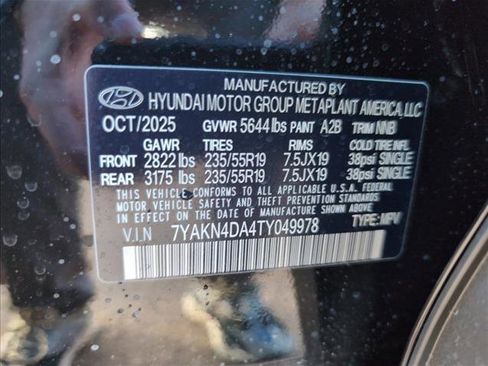 MANUFACTURED BY
HYUNDAI MOTOR GROUP METAPLANT AMERICA, LLC
OCT/2025 GVWR 5644 lbs PAINT A2B TRIM NNB
GAWR TIRES RIMS COLD TIRE INFL
FRONT 2822 lbs 235/55R19 7.5JX19 38psi SINGLE
REAR 3175 lbs 235/55R19 7.5JX19 38psi SINGLE
THIS VEHICLE CONFORMS TO ALL APPLICABLE U.S.A. FEDERAL
MOTOR VEHICLE SAFETY, BUMPER, AND THEFT PREVENTION
STANDARDS IN EFFECT ON THE DATE OF MANUFACTURE SHOWN ABOVE.
V.I.N 7YAKN4DA4TY049978 TYPE: MPV